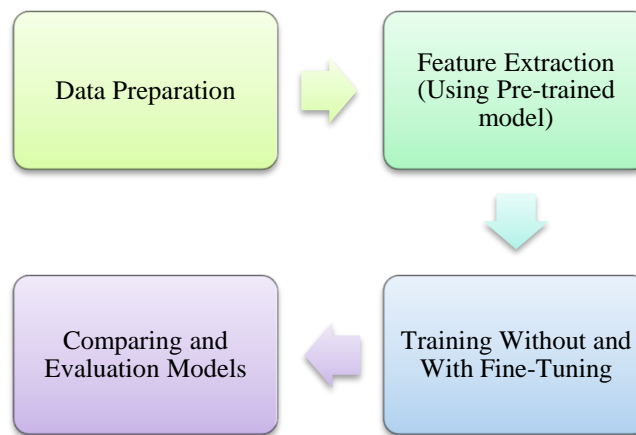 Data Preparation
Feature Extraction
(Using Pre-trained
model)
Training Without and
With Fine-Tuning
Comparing and
Evaluation Models